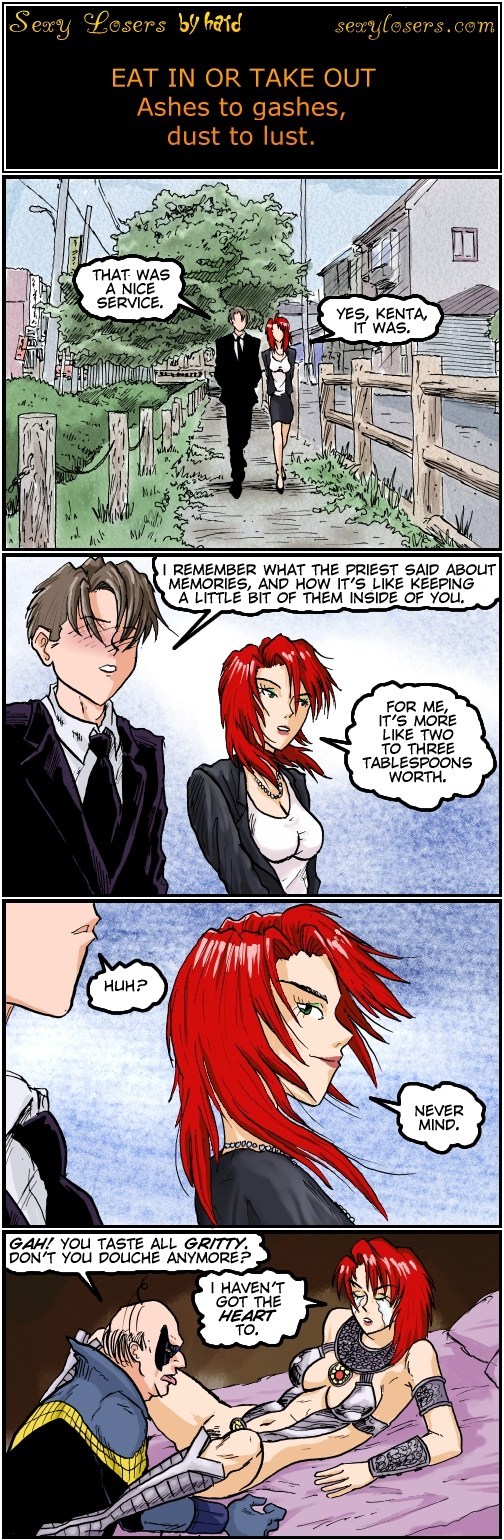 Sexy Losers by hard
sexylosers.com
EAT IN OR TAKE OUT
Ashes to gashes,
dust to lust.
THAT WAS
A NICE
SERVICE.
YES, KENTA,
IT WAS.
I REMEMBER WHAT THE PRIEST SAID ABOUT
MEMORIES, AND HOW IT'S LIKE KEEPING
A LITTLE BIT OF THEM INSIDE OF YOU.
FOR ME,
IT'S MORE
LIKE TWO
TO THREE
TABLESPOONS
WORTH.
HUH?
NEVER
MIND.
GAH! YOU TASTE ALL GRITTY.
DON'T YOU DOUCHE ANYMORE?
I HAVEN'T
GOT THE
HEART
TO.